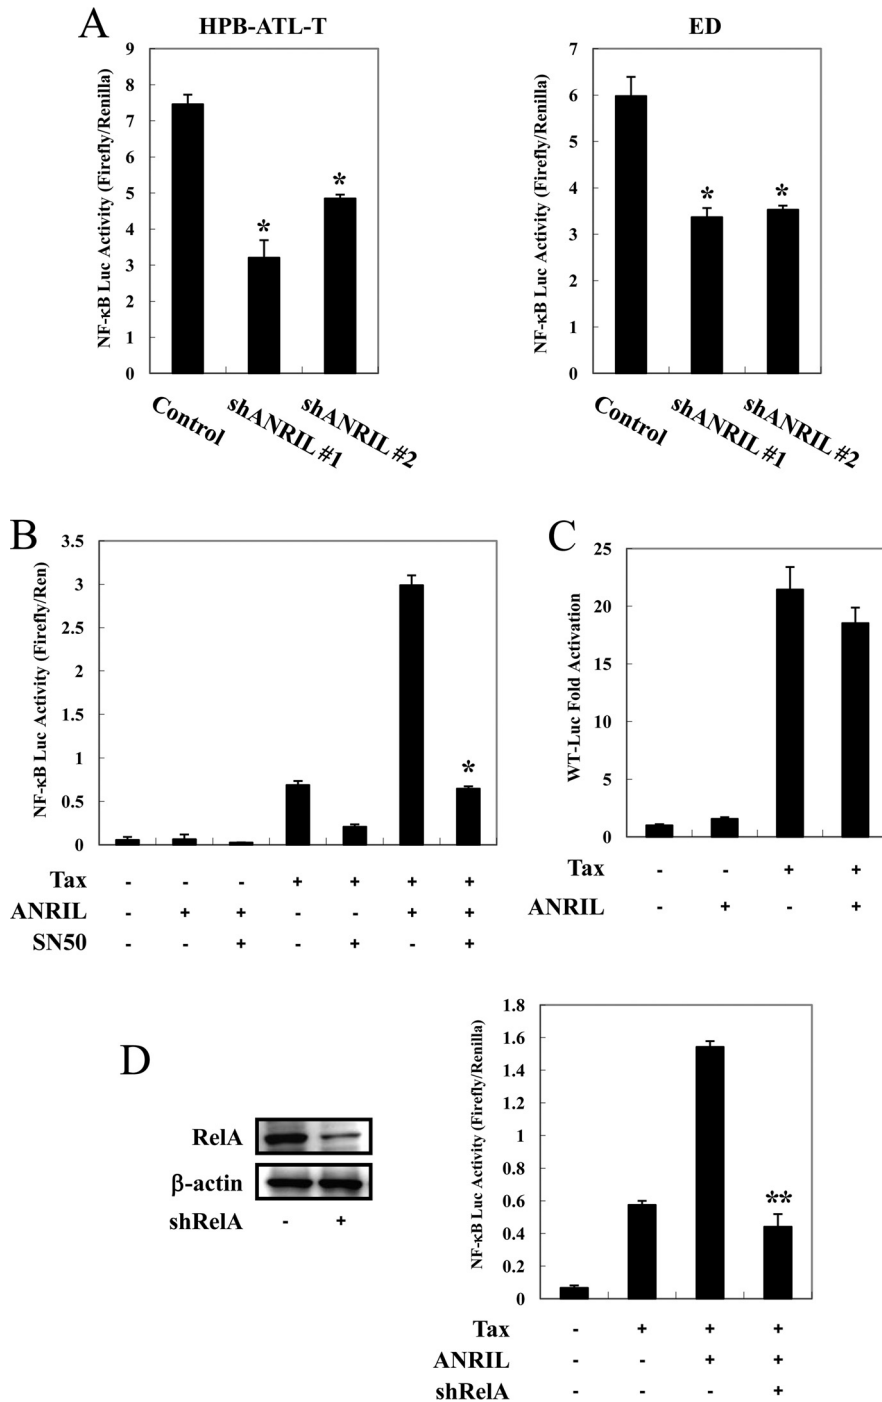 A
HPB-ATL-T
NF-κB Luc Activity (Firefly/Renilla)
9
8
7
6
5
4
3
2
1
0
*
*
Control
shANRIL #1
shANRIL #2
ED
NF-κB Luc Activity (Firefly/Renilla)
7
6
5
4
3
2
1
0
*
*
Control
shANRIL #1
shANRIL #2
B
NF-κB Luc Activity (Firefly/Ren)
3.5
3
2.5
2
1.5
1
0.5
0
*
Tax - - - + + + +
ANRIL - + + - - + +
SN50 - - + - + - +
C
WT-Luc Fold Activation
25
20
15
10
5
0
Tax - - + +
ANRIL - + - +
D
RelA
β-actin
shRelA - +
NF-κB Luc Activity (Firefly/Renilla)
1.8
1.6
1.4
1.2
1
0.8
0.6
0.4
0.2
0
**
Tax - + + +
ANRIL - - + +
shRelA - - - +